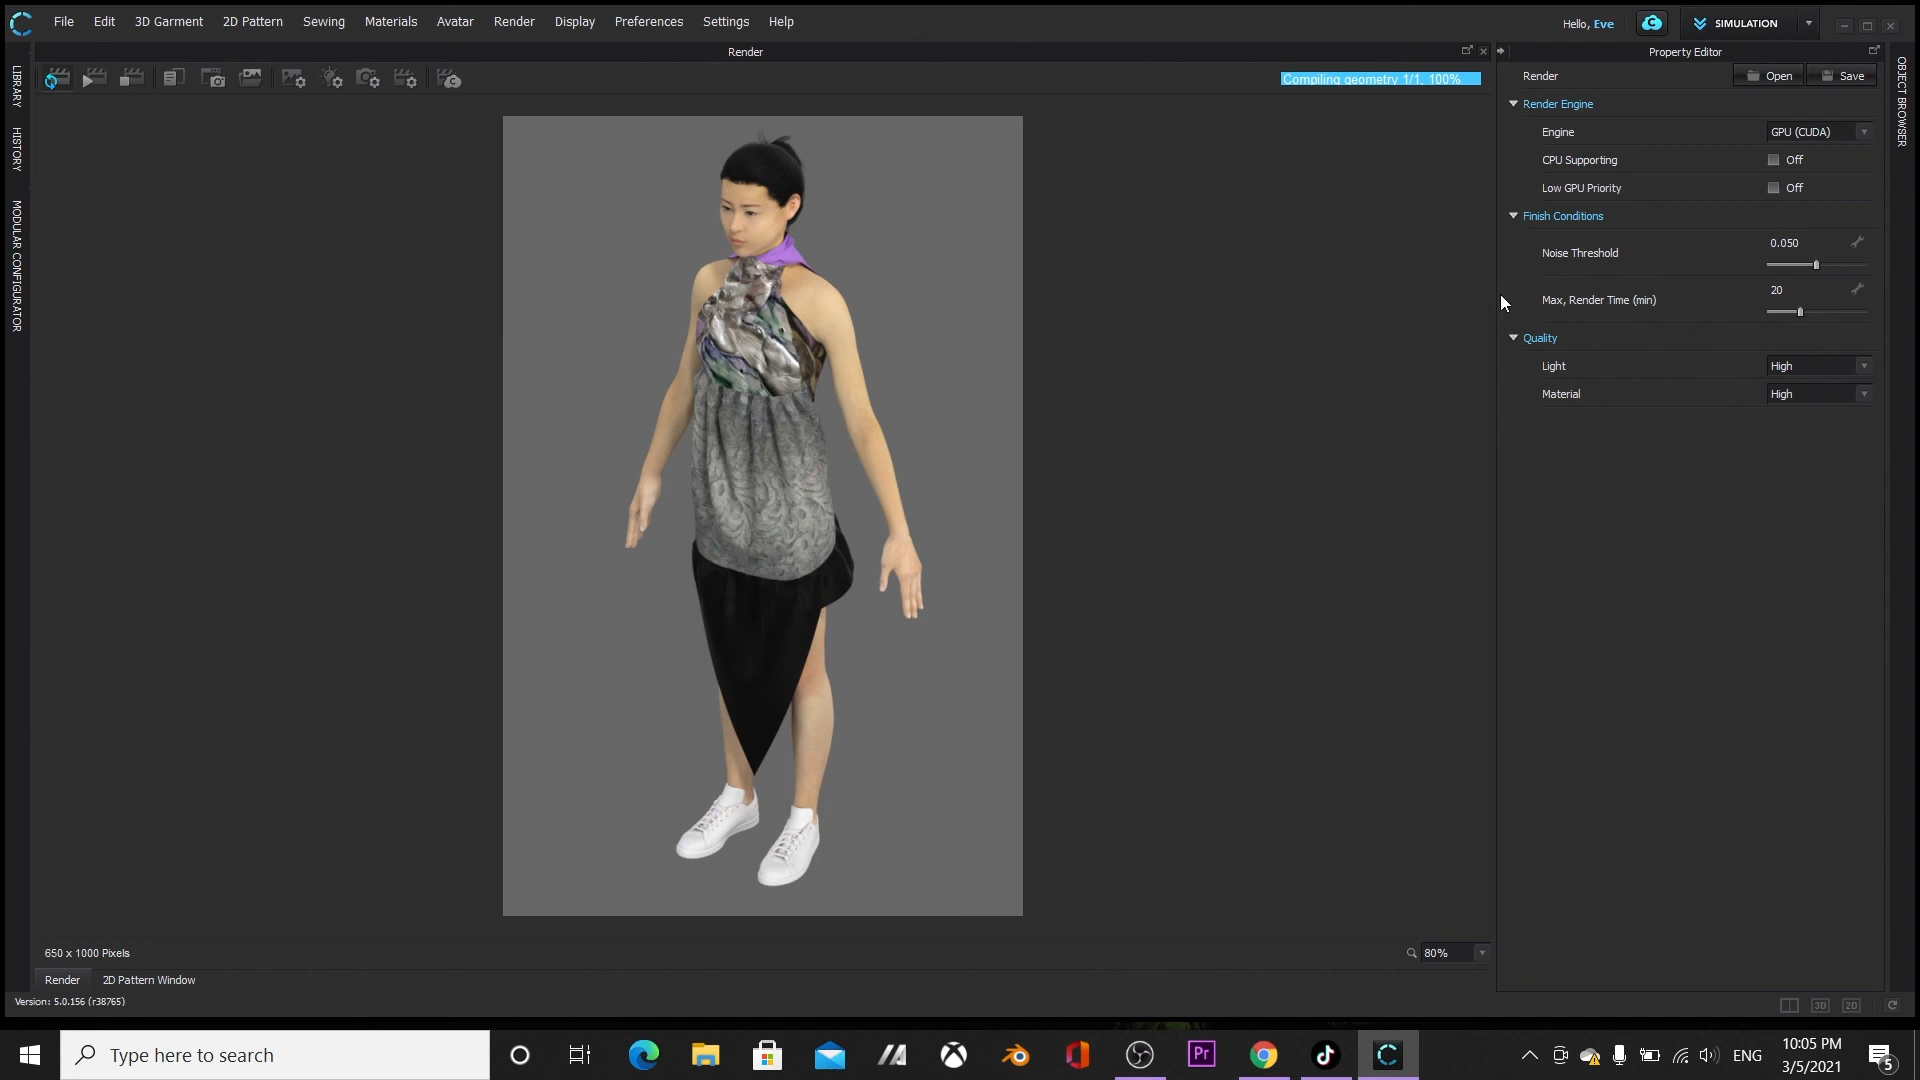 File Edit 3D Garment 2D Pattern Sewing Materials Avatar Render Display Preferences Settings Help
Hello, Eve
SIMULATION
Render
Property Editor
LIBRARY
HISTORY
MODULAR CONFIGURATOR
OBJECT BROWSER
Compiling geometry 1/1, 100%
Render Open Save
Render Engine
Engine GPU (CUDA)
CPU Supporting Off
Low GPU Priority Off
Finish Conditions
0.050
Noise Threshold
20
Max, Render Time (min)
Quality
Light High
Material High
650 x 1000 Pixels
80%
Render 2D Pattern Window
Version: 5.0.156 (r38765)
3D 2D
Type here to search
Pr
ENG
10:05 PM
3/5/2021
5